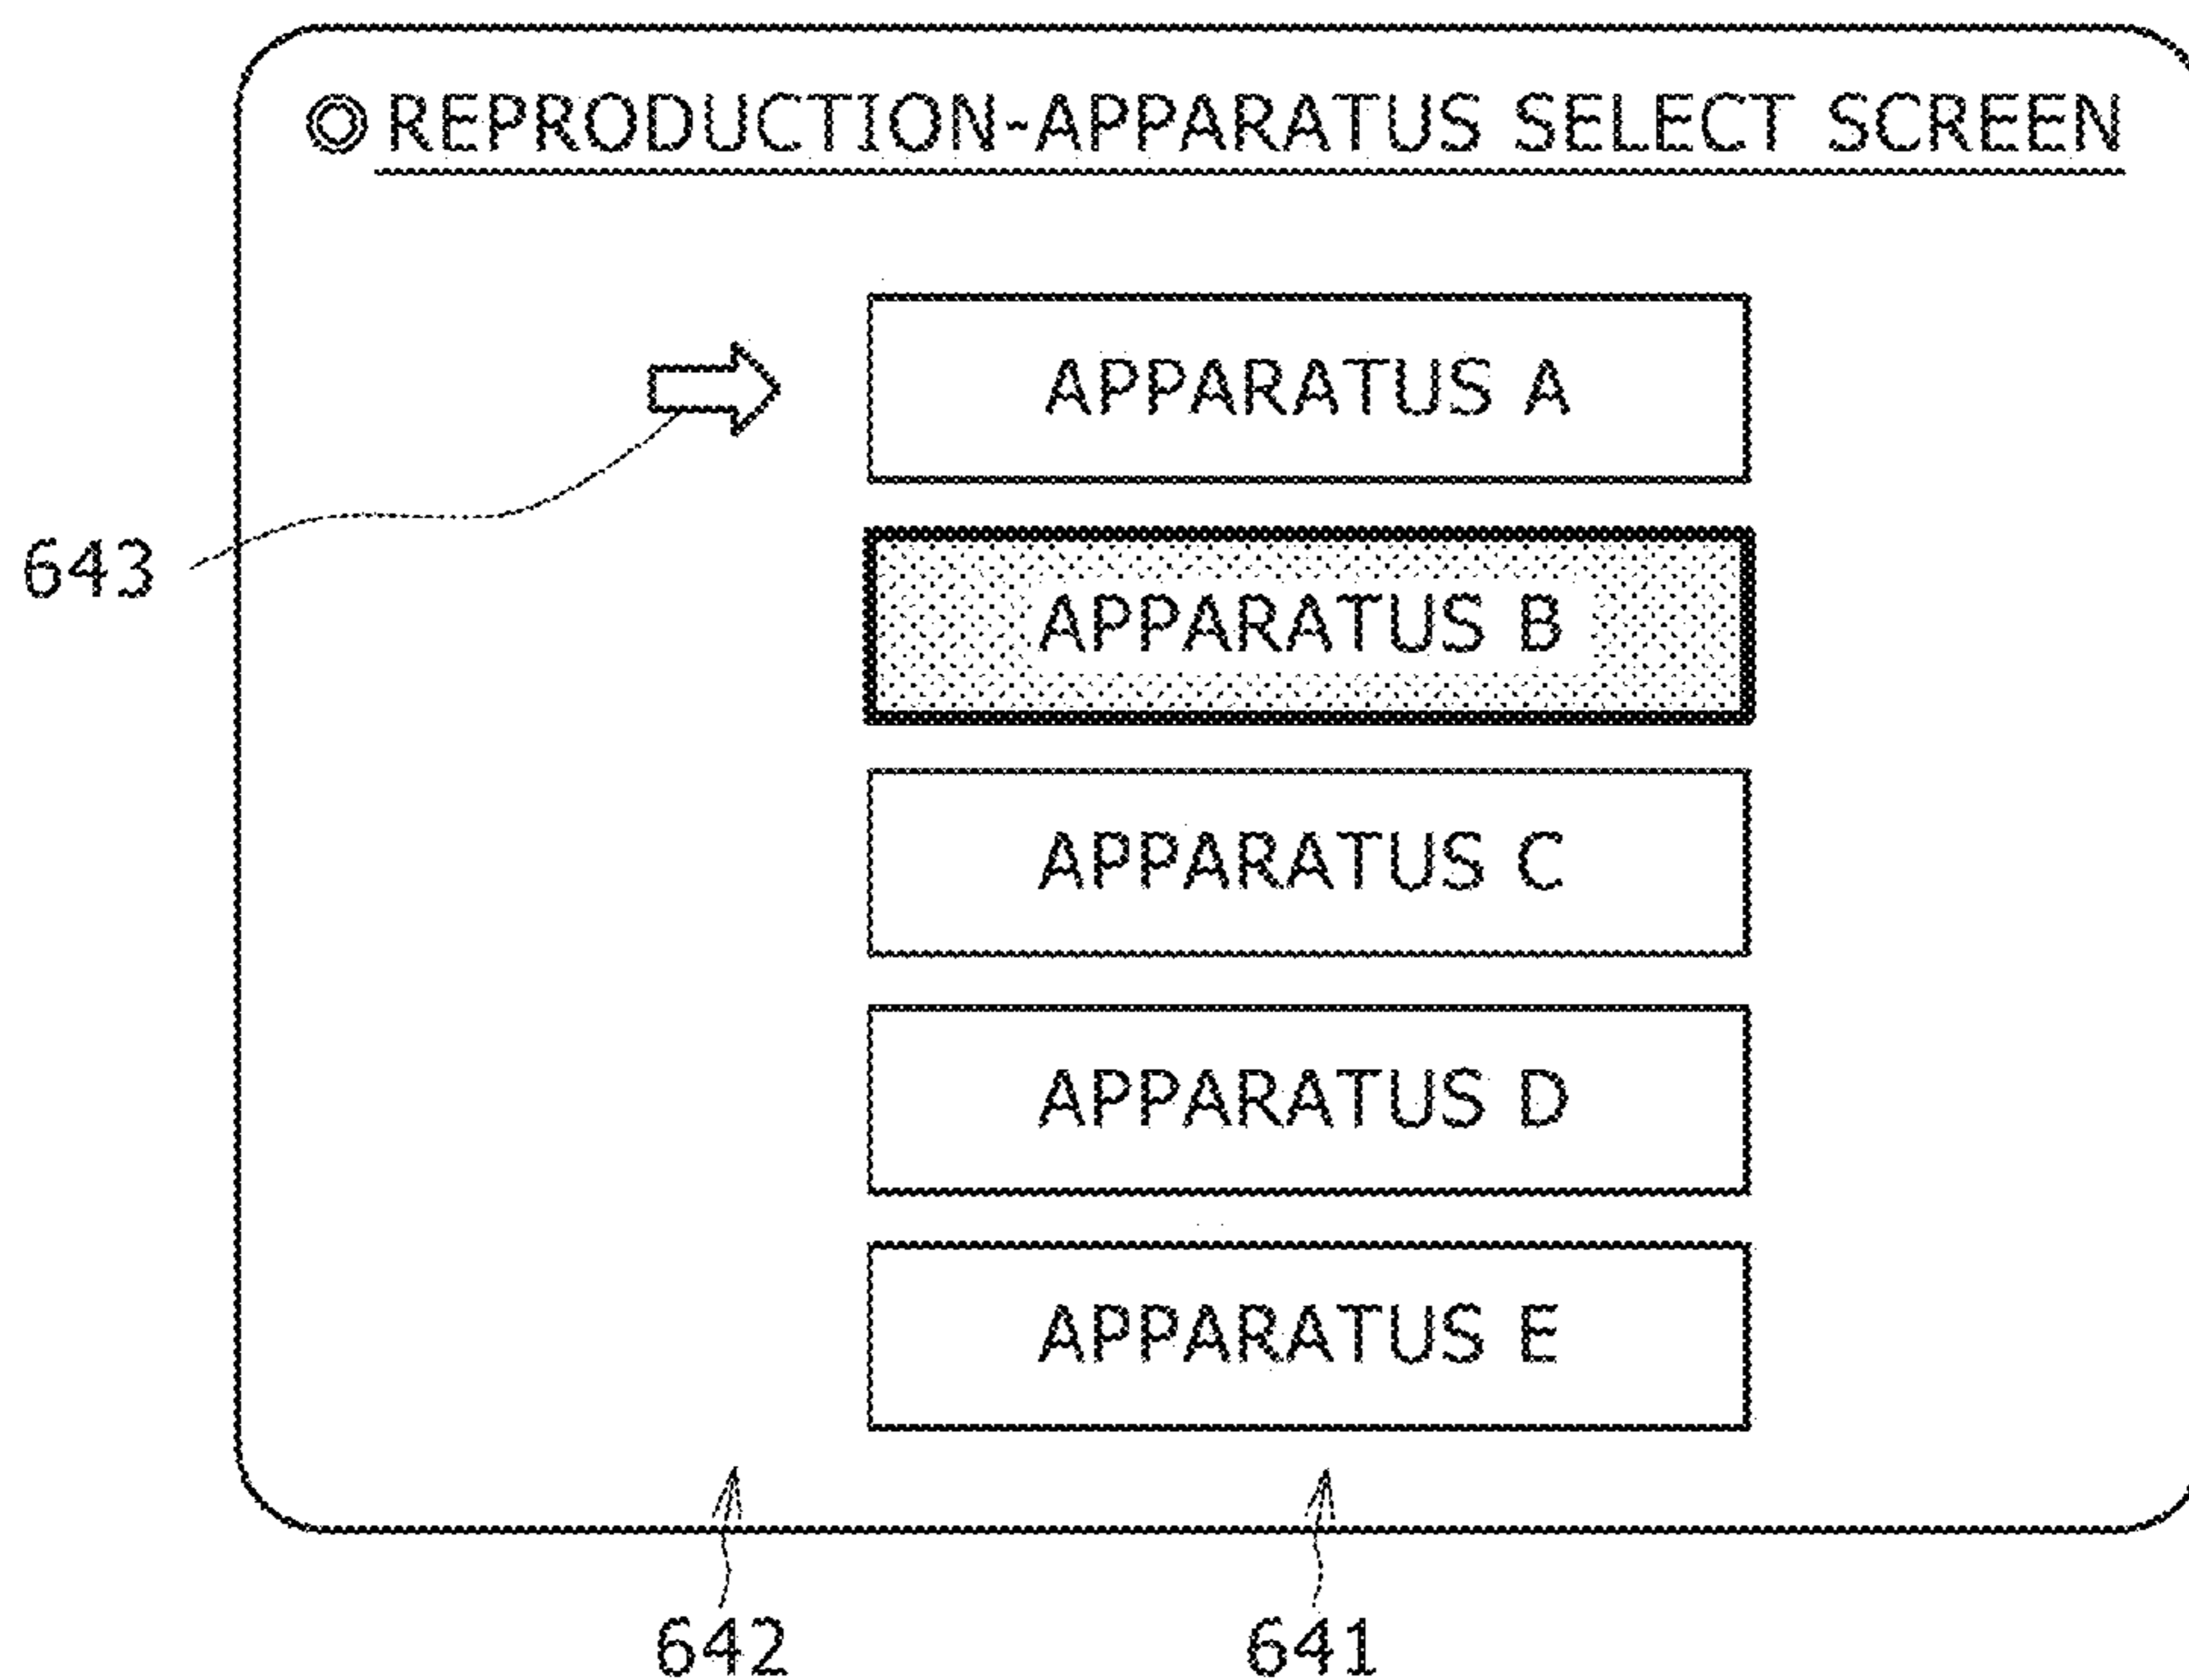 ◎ REPRODUCTION-APPARATUS SELECT SCREEN
APPARATUS A
643
APPARATUS B
APPARATUS C
APPARATUS D
APPARATUS E
642 641